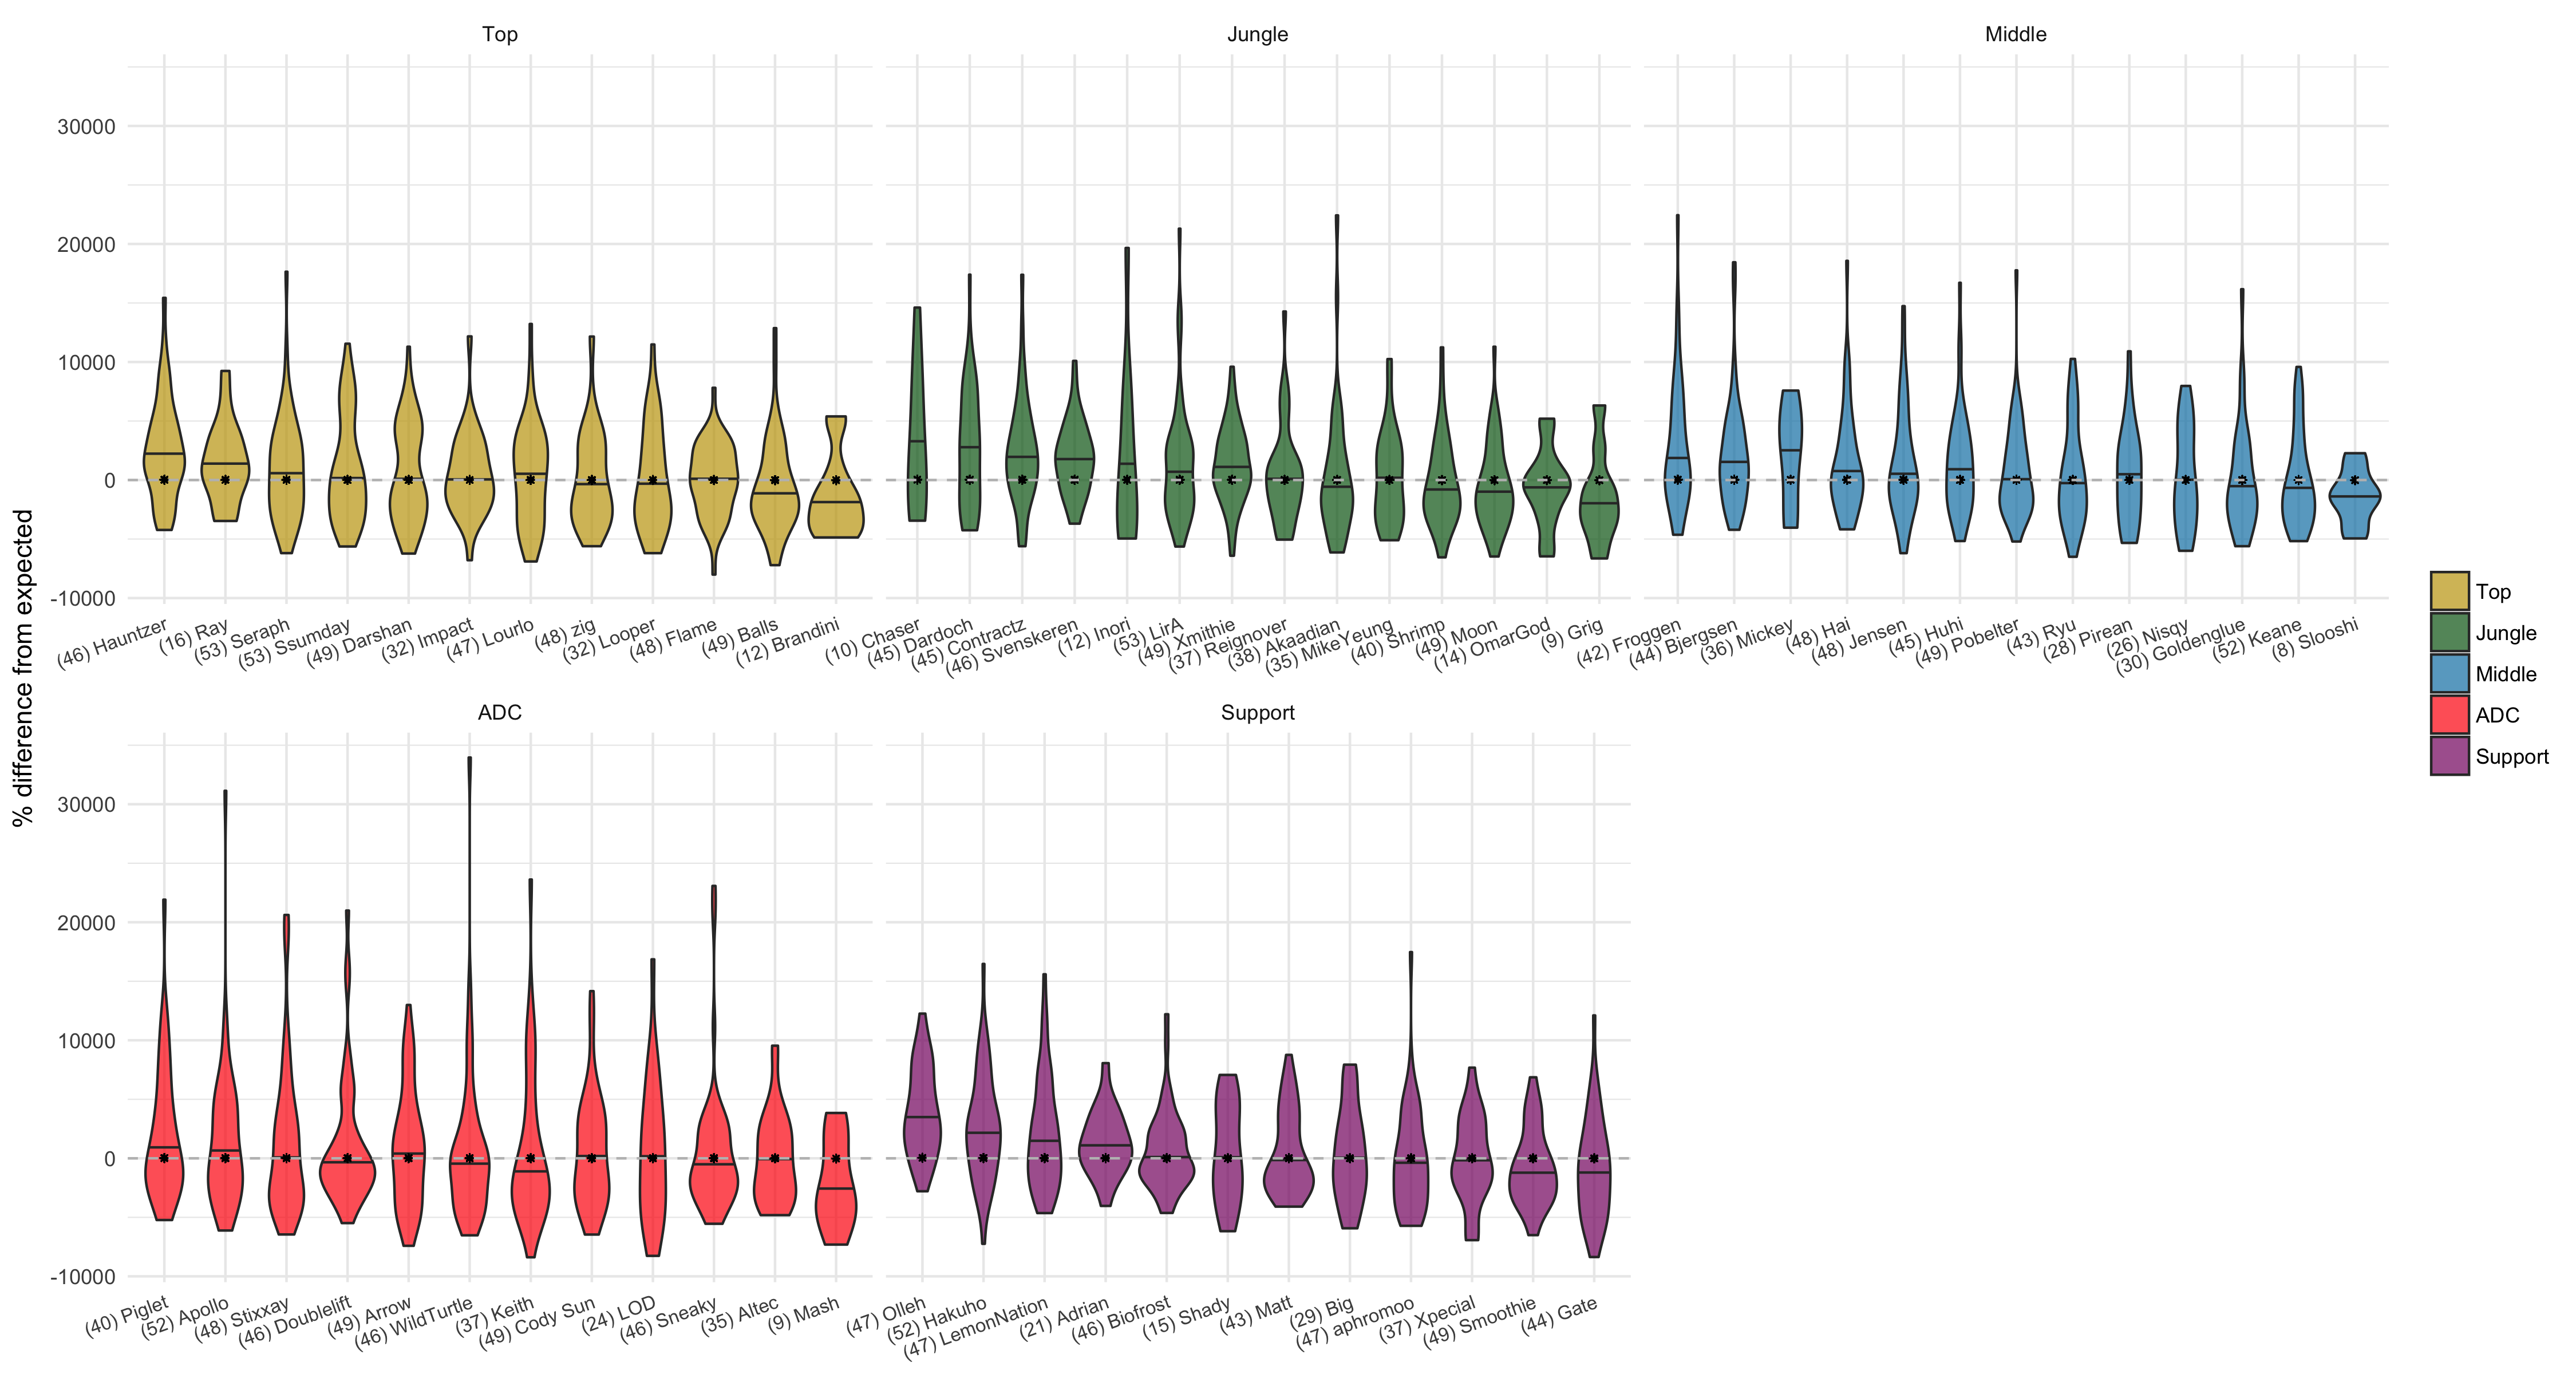 Top
Jungle
Middle
30000
20000
10000
0
-10000
(46) Hauntzer
(16) Ray
(53) Seraph
(53) Ssumday
(49) Darshan
(32) Impact
(47) Lourlo
(48) zig
(32) Looper
(48) Flame
(49) Balls
(12) Brandini
(10) Chaser
(45) Dardoch
(45) Contractz
(46) Svenskeren
(12) Inori
(53) LirA
(49) Xmithie
(37) Reignover
(38) Akaadian
(35) MikeYeung
(40) Shrimp
(49) Moon
(14) OmarGod
(9) Grig
(42) Froggen
(44) Bjergsen
(36) Mickey
(48) Hai
(48) Jensen
(45) Huhi
(49) Pobelter
(43) Ryu
(28) Pirean
(26) Nisqy
(30) Goldenglue
(52) Keane
(8) Slooshi
% difference from expected
Top
Jungle
Middle
ADC
Support
ADC
Support
30000
20000
10000
0
-10000
(40) Piglet
(52) Apollo
(48) Stixxay
(46) Doublelift
(49) Arrow
(46) WildTurtle
(37) Keith
(49) Cody Sun
(24) LOD
(46) Sneaky
(35) Altec
(9) Mash
(47) Olleh
(52) Hakuho
(47) LemonNation
(21) Adrian
(46) Biofrost
(15) Shady
(43) Matt
(29) Big
(47) aphromoo
(37) Xpecial
(49) Smoothie
(44) Gate